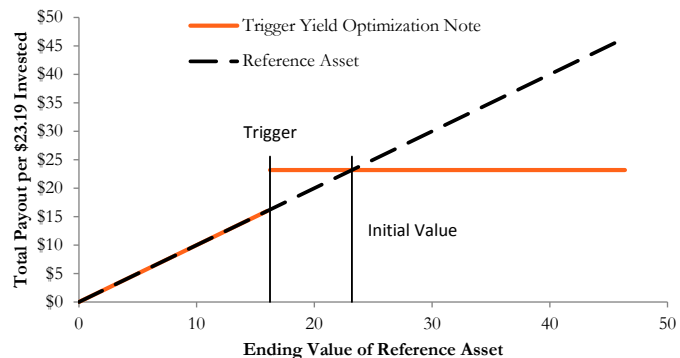 Total Payout per $23.19 Invested
$50
$45
$40
$35
$30
$25
$20
$15
$10
$5
$0
Trigger Yield Optimization Note
Reference Asset
Trigger
Initial Value
0
10
20
30
40
50
Ending Value of Reference Asset